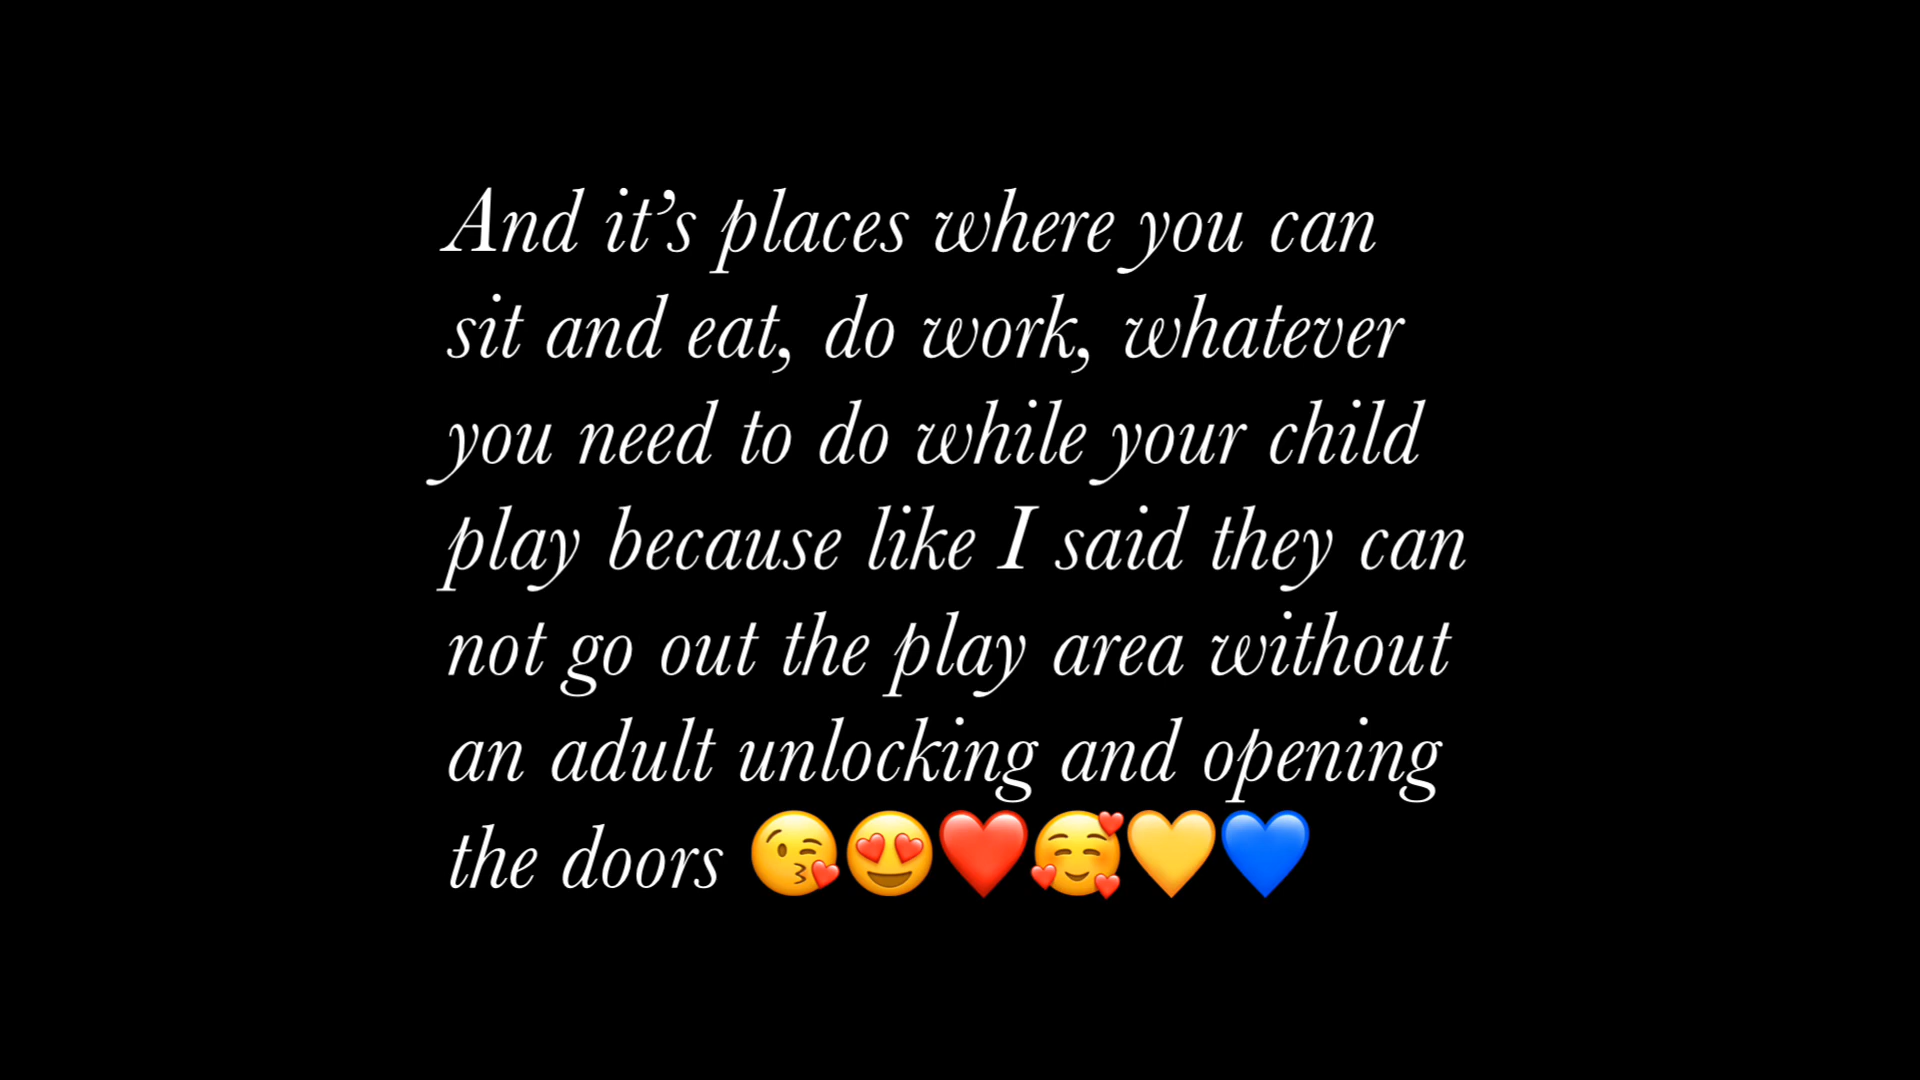 And it’s places where you can
sit and eat, do work, whatever
you need to do while your child
play because like I said they can
not go out the play area without
an adult unlocking and opening
the doors 😘😍❤️🥰💛💙